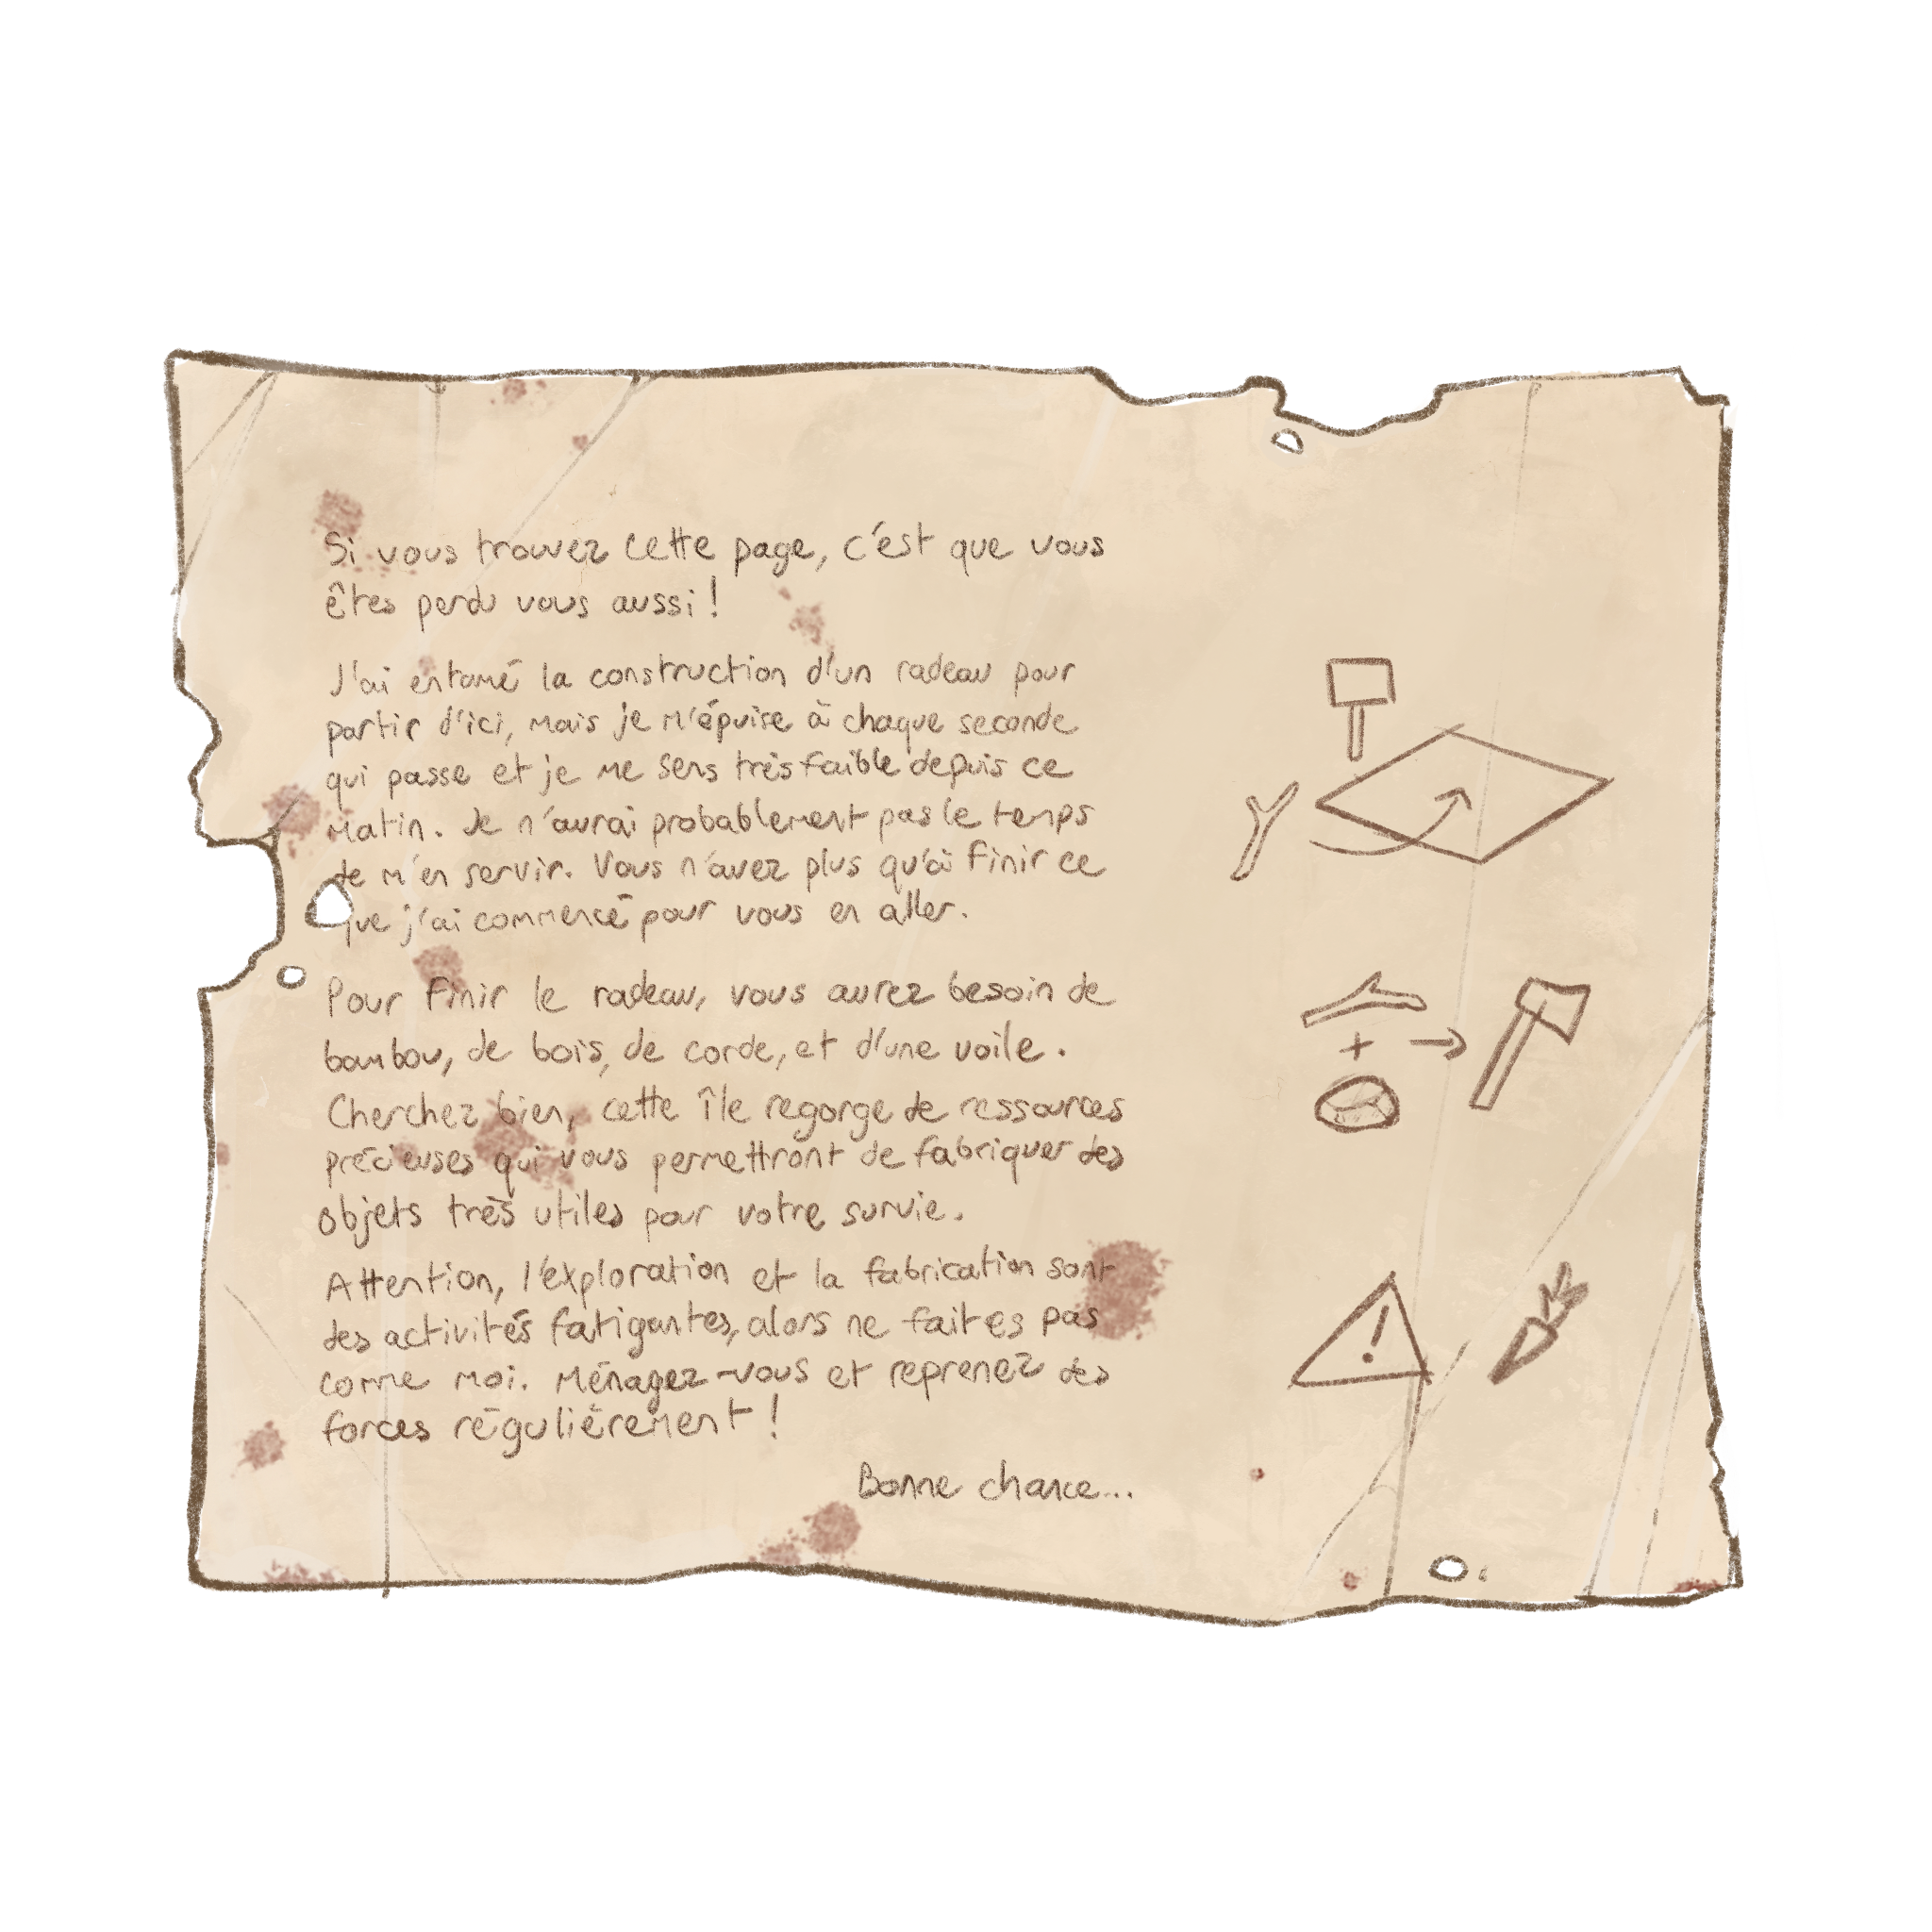 Si vous trouvez cette page, c'est que vous
êtes perdu vous aussi !
J'ai entamé la construction d'un radeau pour
partir d'ici, mais je m'épuise à chaque seconde
qui passe et je me sens très faible depuis ce
matin. Je n'aurai probablement pas le temps
de m'en servir. Vous n'avez plus qu'à finir ce
que j'ai commencé pour vous en aller.
Pour finir le radeau, vous aurez besoin de
bambou, de bois, de corde, et d'une voile.
Cherchez bien, cette île regorge de ressources
précieuses qui vous permettront de fabriquer des
objets très utiles pour votre survie.
Attention, l'exploration et la fabrication sont
des activités fatigantes, alors ne faites pas
comme moi. Ménagez-vous et reprenez des
forces régulièrement !
Bonne chance...